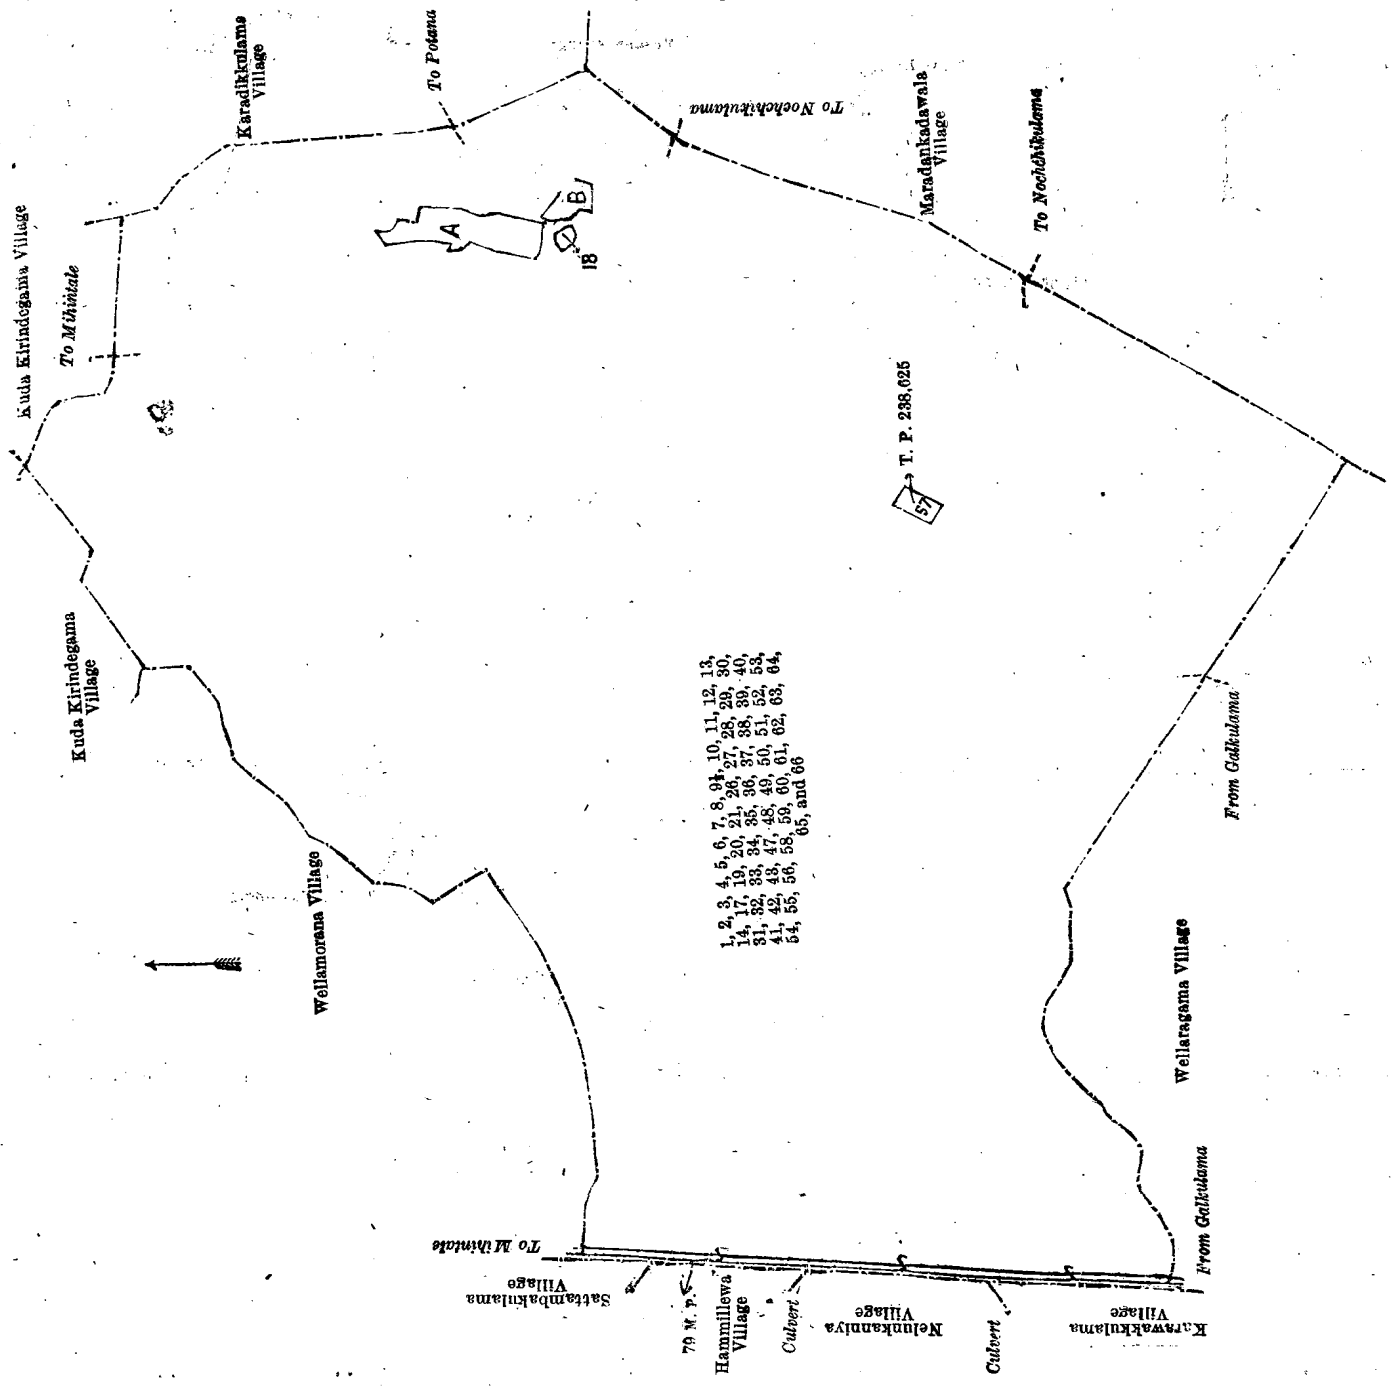 Kuda Kirindegama Village
To Mihintale
Karadikkulama
Village
To Potana
To Nochchikulama
Maradankadawala
Village
To Nochchikulama
A
B
18
T. P. 238,625
57
Kuda Kirindegama
Village
Wellamorana Village
1, 2, 3, 4, 5, 6, 7, 8, 9½, 10, 11, 12, 13,
14, 17, 19, 20, 21, 26, 27, 28, 29, 30,
31, 32, 33, 34, 35, 36, 37, 38, 39, 40,
41, 42, 43, 47, 48, 49, 50, 51, 52, 53,
54, 55, 56, 58, 59, 60, 61, 62, 63, 64,
65, and 66
From Galkulama
Wellaragama Village
From Galkulama
To Mihintale
Sattambakulama
Village
79 M. P.
Hammillewa
Village
Culvert
Nelunkanniya
Village
Culvert
Karawakkulama
Village